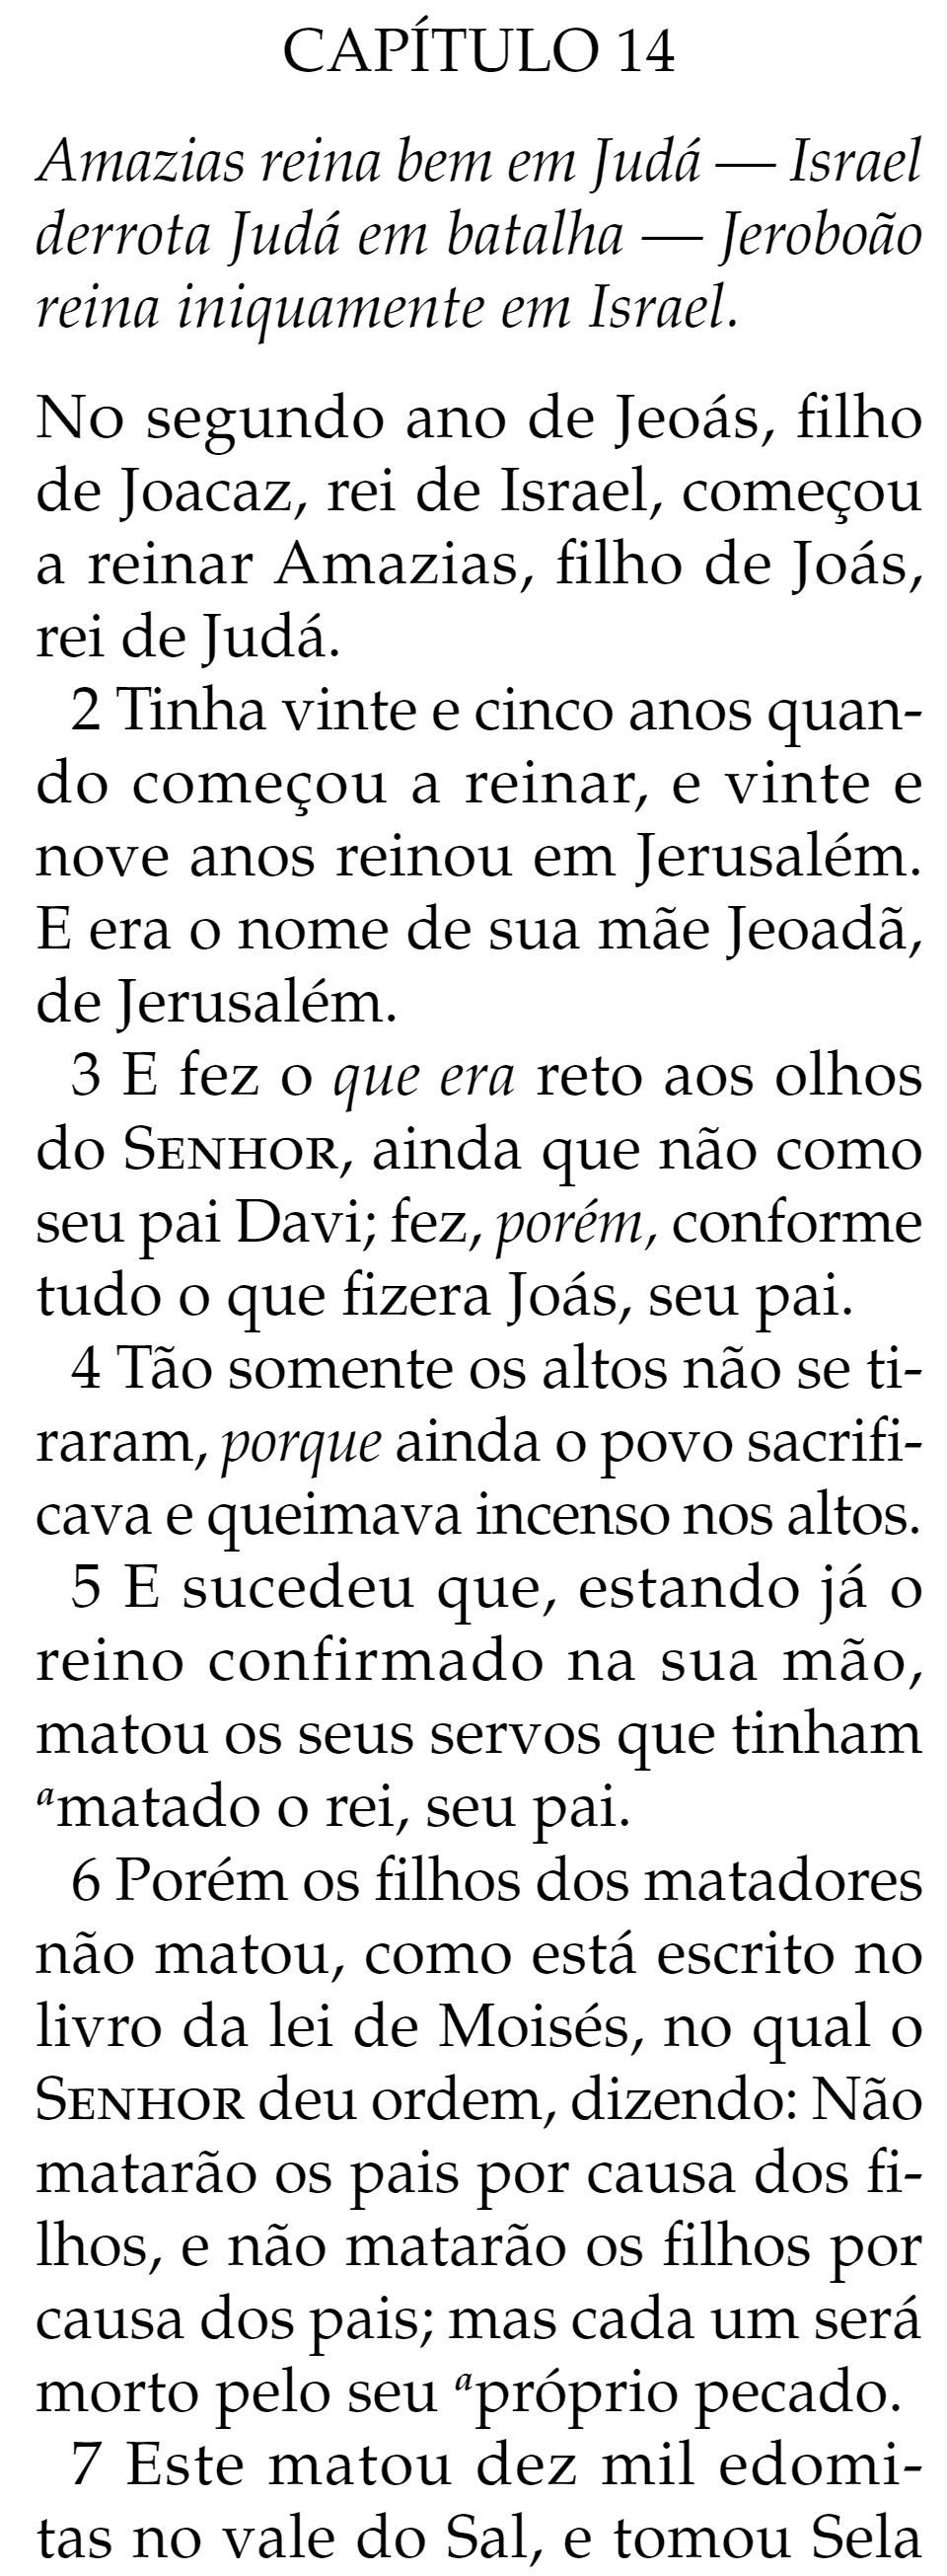 CAPÍTULO 14
Amazias reina bem em Judá — Israel
derrota Judá em batalha — Jeroboão
reina iniquamente em Israel.
No segundo ano de Jeoás, filho
de Joacaz, rei de Israel, começou
a reinar Amazias, filho de Joás,
rei de Judá.
2 Tinha vinte e cinco anos quan-
do começou a reinar, e vinte e
nove anos reinou em Jerusalém.
E era o nome de sua mãe Jeoadã,
de Jerusalém.
3 E fez o que era reto aos olhos
do SENHOR, ainda que não como
seu pai Davi; fez, porém, conforme
tudo o que fizera Joás, seu pai.
4 Tão somente os altos não se ti-
raram, porque ainda o povo sacrifi-
cava e queimava incenso nos altos.
5 E sucedeu que, estando já o
reino confirmado na sua mão,
matou os seus servos que tinham
ᵃmatado o rei, seu pai.
6 Porém os filhos dos matadores
não matou, como está escrito no
livro da lei de Moisés, no qual o
SENHOR deu ordem, dizendo: Não
matarão os pais por causa dos fi-
lhos, e não matarão os filhos por
causa dos pais; mas cada um será
morto pelo seu ᵃpróprio pecado.
7 Este matou dez mil edomi-
tas no vale do Sal, e tomou Sela